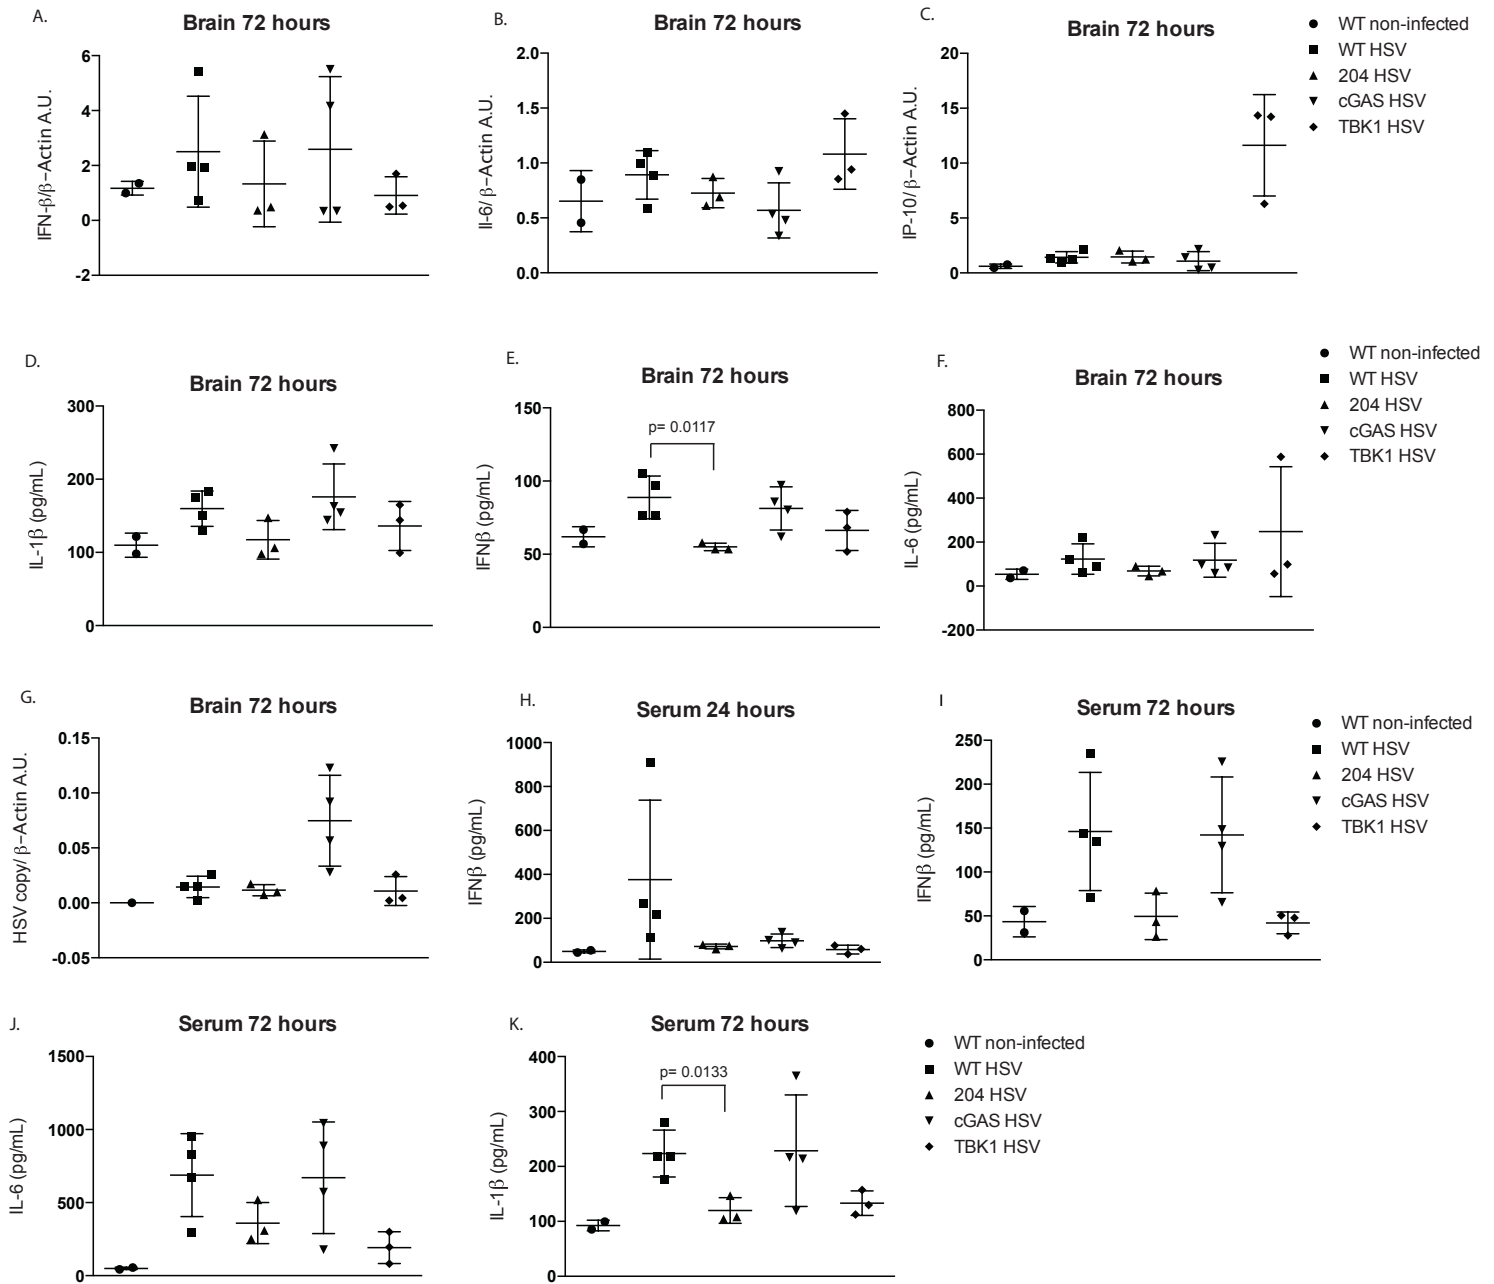 A.
Brain 72 hours
IFN-β/β−Actin A.U.
6
4
2
0
-2
B.
Brain 72 hours
Il-6/ β−Actin A.U.
2.0
1.5
1.0
0.5
0.0
C.
Brain 72 hours
IP-10/ β−Actin A.U.
20
15
10
5
0
WT non-infected
WT HSV
204 HSV
cGAS HSV
TBK1 HSV
D.
Brain 72 hours
IL-1β (pg/mL)
300
200
100
0
E.
Brain 72 hours
IFNβ (pg/mL)
150
100
50
0
p= 0.0117
F.
Brain 72 hours
IL-6 (pg/mL)
800
600
400
200
0
-200
WT non-infected
WT HSV
204 HSV
cGAS HSV
TBK1 HSV
G.
Brain 72 hours
HSV copy/ β−Actin A.U.
0.15
0.10
0.05
0.00
-0.05
H.
Serum 24 hours
IFNβ (pg/mL)
1000
800
600
400
200
0
I
Serum 72 hours
IFNβ (pg/mL)
250
200
150
100
50
0
WT non-infected
WT HSV
204 HSV
cGAS HSV
TBK1 HSV
J.
Serum 72 hours
IL-6 (pg/mL)
1500
1000
500
0
K.
Serum 72 hours
IL-1β (pg/mL)
400
300
200
100
0
p= 0.0133
WT non-infected
WT HSV
204 HSV
cGAS HSV
TBK1 HSV